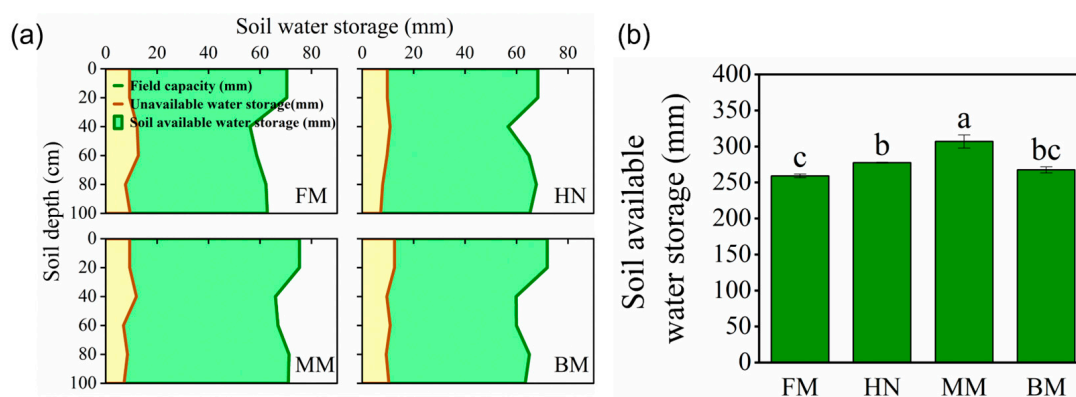 (a)
Soil water storage (mm)
0 20 40 60 80 0 20 40 60 80
0
20
40
60
80
100
Soil depth (cm)
Field capacity (mm)
Unavailable water storage(mm)
Soil available water storage (mm)
FM
HN
0
20
40
60
80
100
MM
BM
(b)
Soil available
water storage (mm)
400
350
300
250
200
150
100
50
0
c
b
a
bc
FM HN MM BM